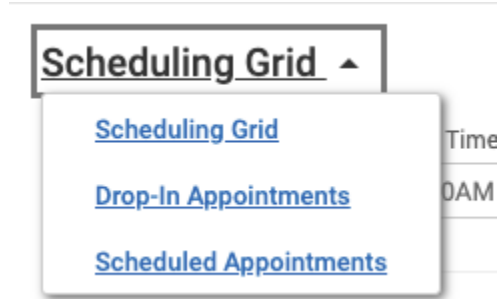 Scheduling Grid
Scheduling Grid
Time
Drop-In Appointments
0AM
Scheduled Appointments